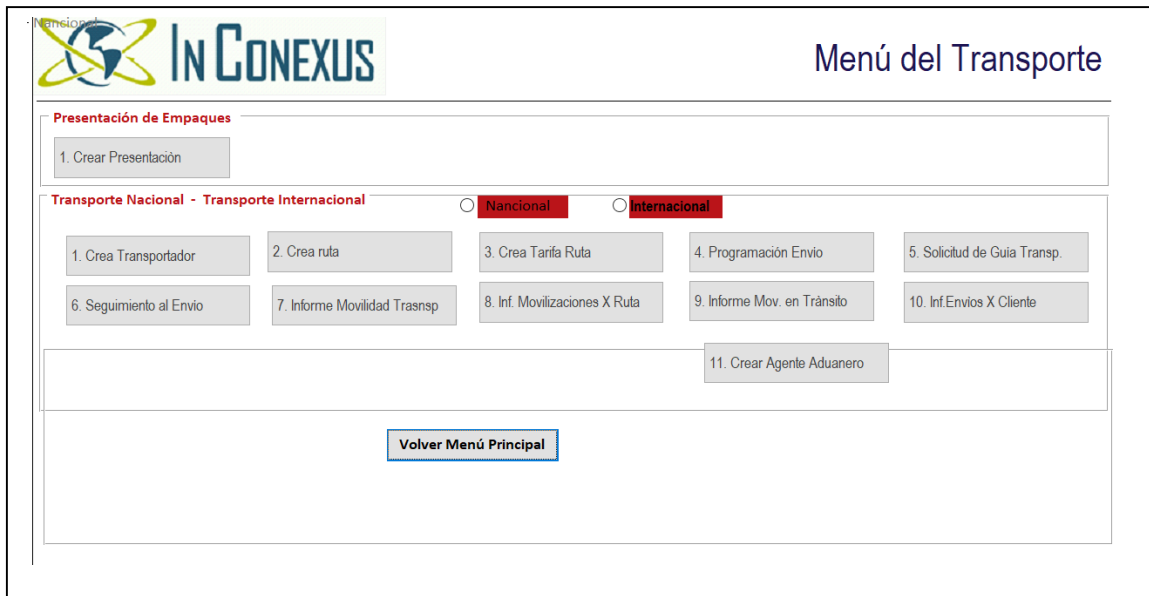 Nancional
IN CONEXUS
Menú del Transporte
Presentación de Empaques
1. Crear Presentación
Transporte Nacional - Transporte Internacional
Nancional
Internacional
1. Crea Transportador
2. Crea ruta
3. Crea Tarifa Ruta
4. Programación Envio
5. Solicitud de Guía Transp.
6. Seguimiento al Envio
7. Informe Movilidad Trasnsp
8. Inf. Movilizaciones X Ruta
9. Informe Mov. en Trànsito
10. Inf.Envios X Cliente
11. Crear Agente Aduanero
Volver Menú Principal